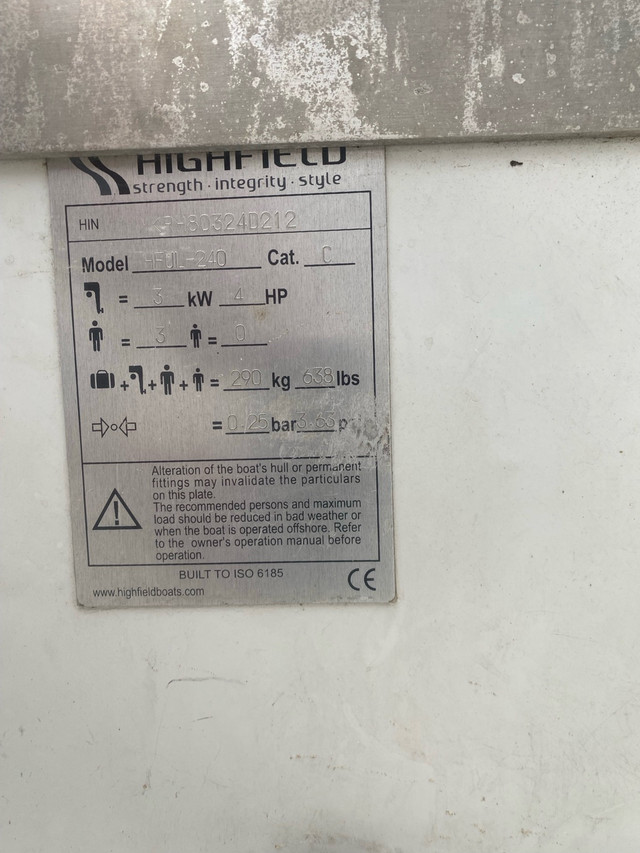 HIGHFIELD
strength · integrity · style
HIN
Model HFUL-240 Cat. C
= 3 kW 4 HP
= 3 = 0
+ + + = 290 kg 638 lbs
= 0.25 bar 3.63 p
Alteration of the boat's hull or permanent
fittings may invalidate the particulars
on this plate.
The recommended persons and maximum
load should be reduced in bad weather or
when the boat is operated offshore. Refer
to the owner's operation manual before
operation.
BUILT TO ISO 6185
www.highfieldboats.com CE